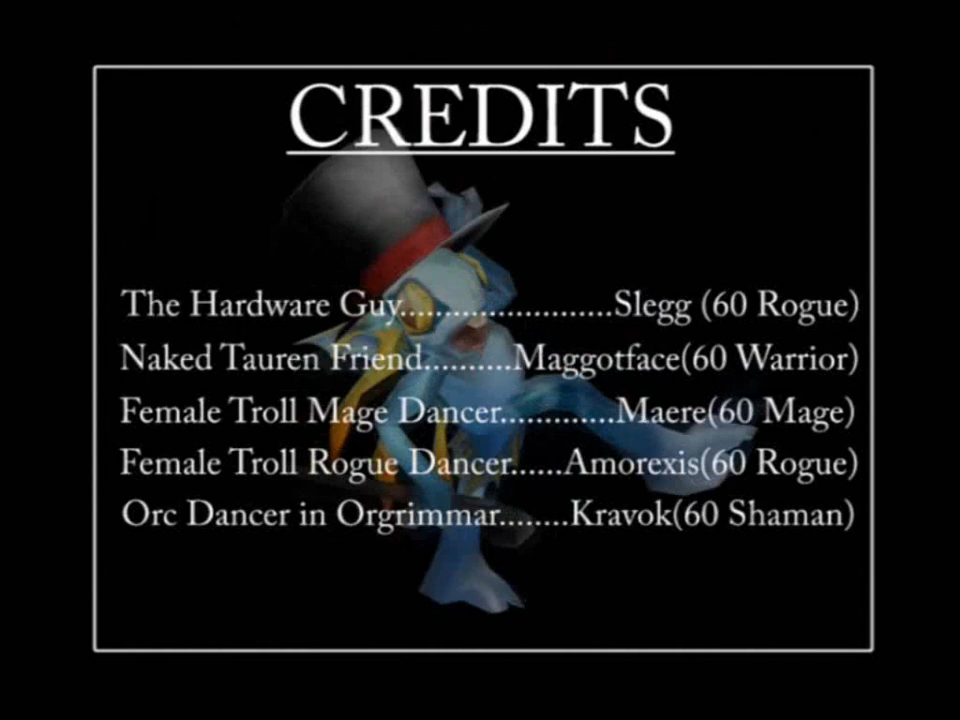 CREDITS
The Hardware Guy........................Slegg (60 Rogue)
Naked Tauren Friend..........Maggotface(60 Warrior)
Female Troll Mage Dancer.............Maere(60 Mage)
Female Troll Rogue Dancer......Amorexis(60 Rogue)
Orc Dancer in Orgrimmar........Kravok(60 Shaman)